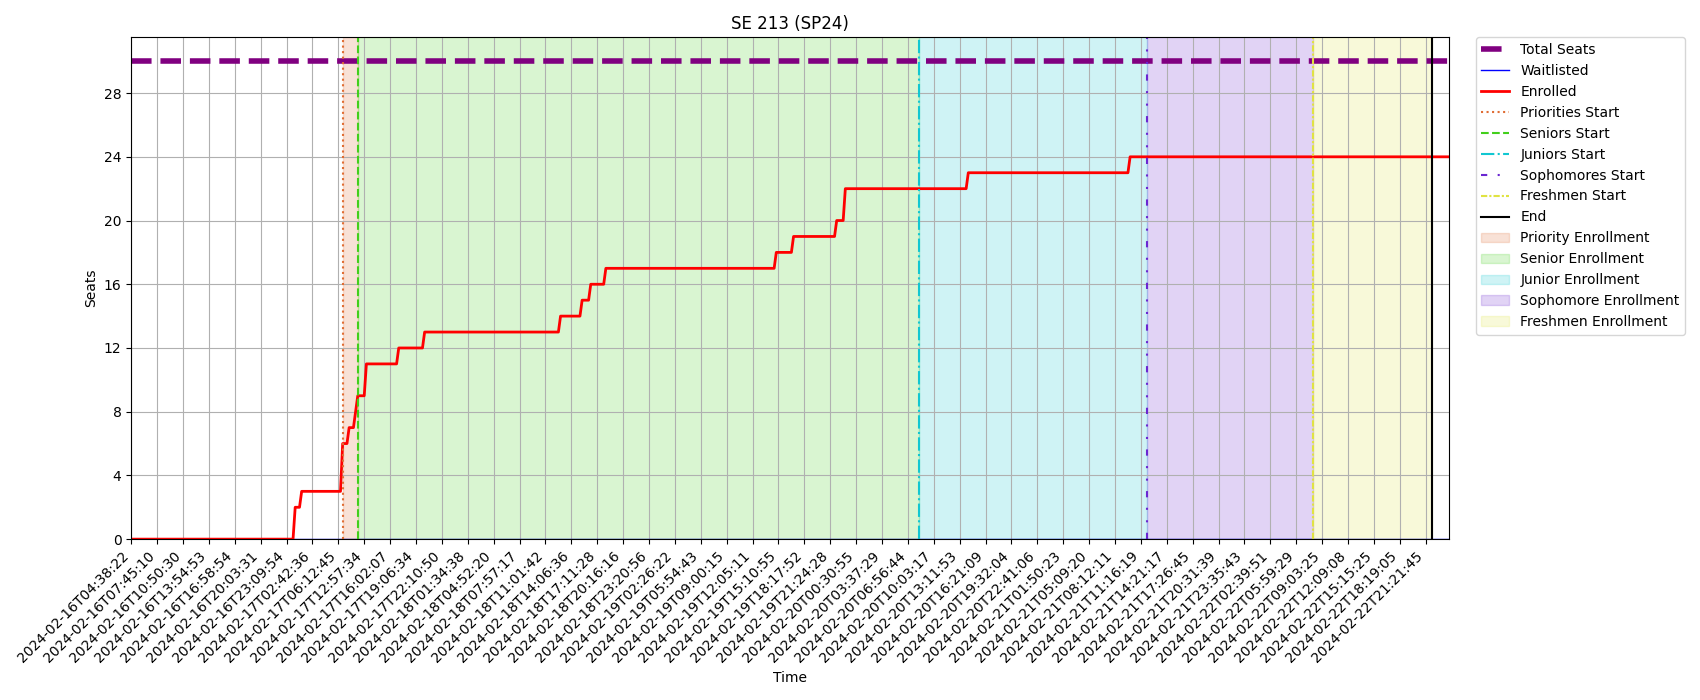 SE 213 (SP24)
Seats
28
24
20
16
12
8
4
0
2024-02-16T04:38:22
2024-02-16T07:45:10
2024-02-16T10:50:30
2024-02-16T13:54:53
2024-02-16T16:58:54
2024-02-16T20:03:31
2024-02-16T23:09:54
2024-02-17T02:42:36
2024-02-17T06:12:45
2024-02-17T12:57:34
2024-02-17T16:02:07
2024-02-17T19:06:34
2024-02-17T22:10:50
2024-02-18T01:34:38
2024-02-18T04:52:20
2024-02-18T07:57:17
2024-02-18T11:01:42
2024-02-18T14:06:36
2024-02-18T17:11:28
2024-02-18T20:16:16
2024-02-18T23:20:56
2024-02-19T02:26:22
2024-02-19T05:54:43
2024-02-19T09:00:15
2024-02-19T12:05:11
2024-02-19T15:10:55
2024-02-19T18:17:52
2024-02-19T21:24:28
2024-02-20T00:30:55
2024-02-20T03:37:29
2024-02-20T06:56:44
2024-02-20T10:03:17
2024-02-20T13:11:53
2024-02-20T16:21:09
2024-02-20T19:32:04
2024-02-20T22:41:06
2024-02-21T01:50:23
2024-02-21T05:09:20
2024-02-21T08:12:11
2024-02-21T11:16:19
2024-02-21T14:21:17
2024-02-21T17:26:45
2024-02-21T20:31:39
2024-02-21T23:35:43
2024-02-22T02:39:51
2024-02-22T05:59:29
2024-02-22T09:03:25
2024-02-22T12:09:08
2024-02-22T15:15:25
2024-02-22T18:19:05
2024-02-22T21:21:45
Time
Total Seats
Waitlisted
Enrolled
Priorities Start
Seniors Start
Juniors Start
Sophomores Start
Freshmen Start
End
Priority Enrollment
Senior Enrollment
Junior Enrollment
Sophomore Enrollment
Freshmen Enrollment